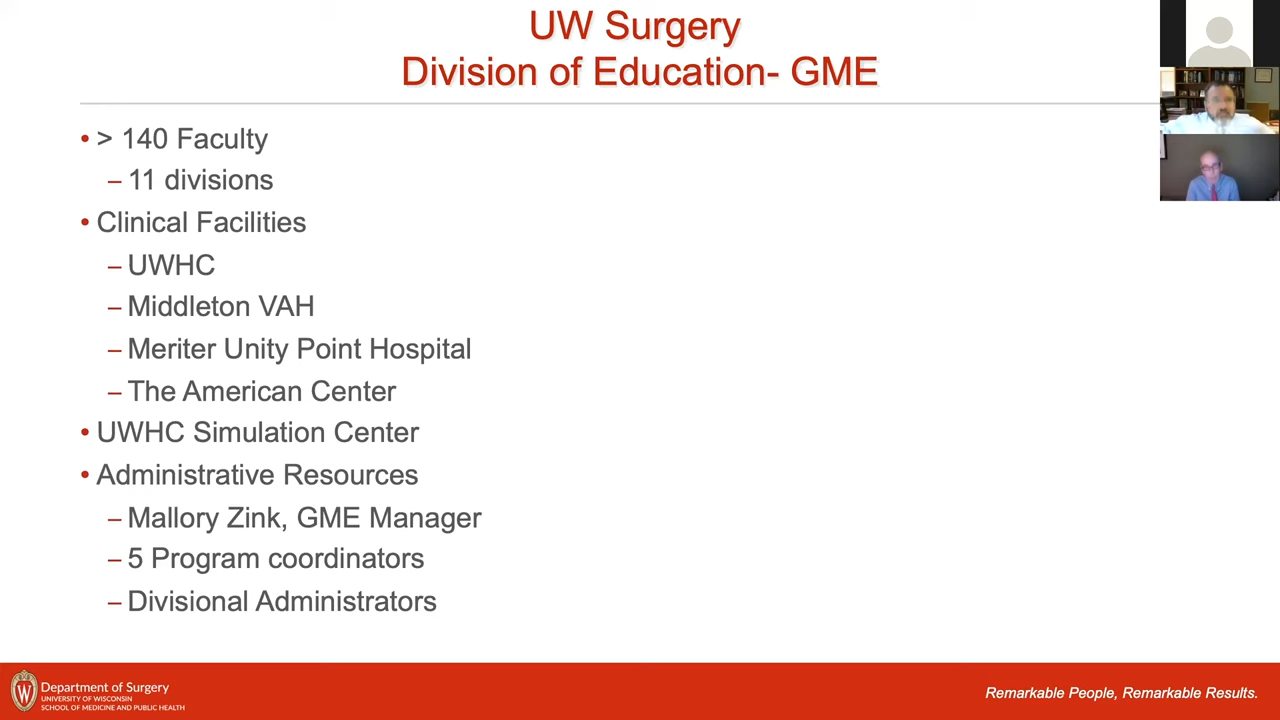 UW Surgery
Division of Education- GME
• > 140 Faculty
– 11 divisions
• Clinical Facilities
– UWHC
– Middleton VAH
– Meriter Unity Point Hospital
– The American Center
• UWHC Simulation Center
• Administrative Resources
– Mallory Zink, GME Manager
– 5 Program coordinators
– Divisional Administrators
W
Department of Surgery
UNIVERSITY OF WISCONSIN
SCHOOL OF MEDICINE AND PUBLIC HEALTH
Remarkable People, Remarkable Results.